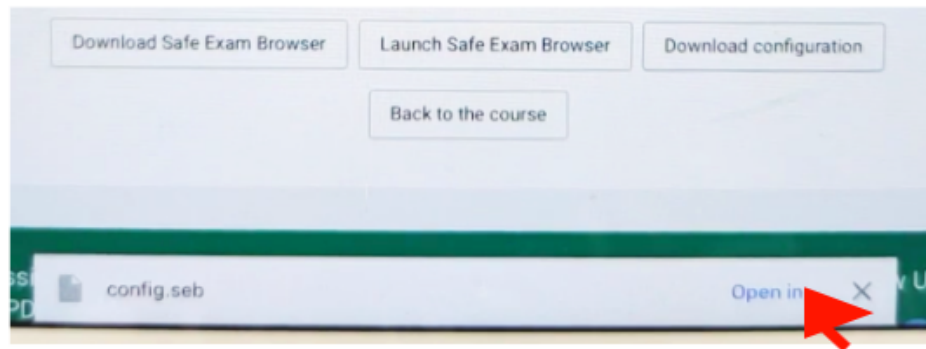 Download Safe Exam Browser
Launch Safe Exam Browser
Download configuration
Back to the course
config.seb
Open in